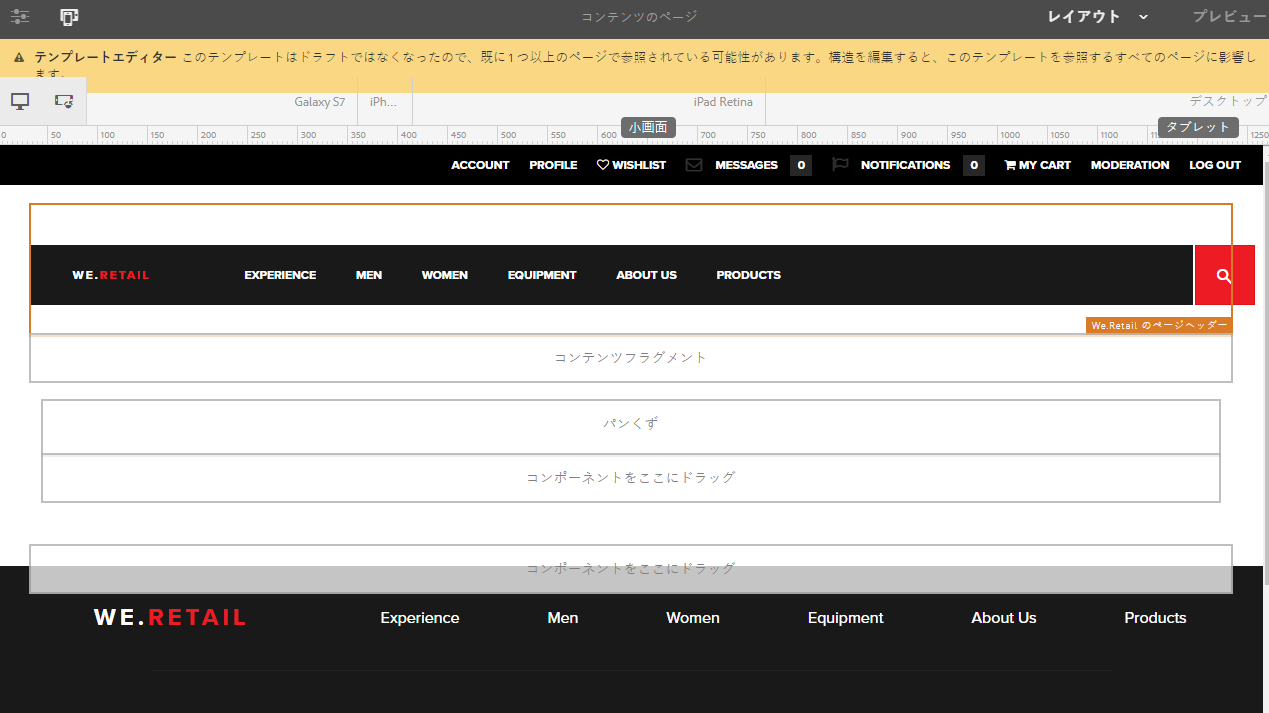 コンテンツのページ
レイアウト
プレビュー
テンプレートエディター このテンプレートはドラフトではなくなったので、既に 1 つ以上のページで参照されている可能性があります。構造を編集すると、このテンプレートを参照するすべてのページに影響し
ます。
Galaxy S7
iPh...
iPad Retina
デスクトップ
0 50 100 150 200 250 300 350 400 450 500 550 600 700 750 800 850 900 950 1000 1050 1100 1250
小画面
タブレット
ACCOUNT PROFILE WISHLIST MESSAGES 0 NOTIFICATIONS 0 MY CART MODERATION LOG OUT
WE.RETAIL EXPERIENCE MEN WOMEN EQUIPMENT ABOUT US PRODUCTS
We.Retail のページヘッダー
コンテンツフラグメント
パンくず
コンポーネントをここにドラッグ
コンポーネントをここにドラッグ
WE.RETAIL Experience Men Women Equipment About Us Products